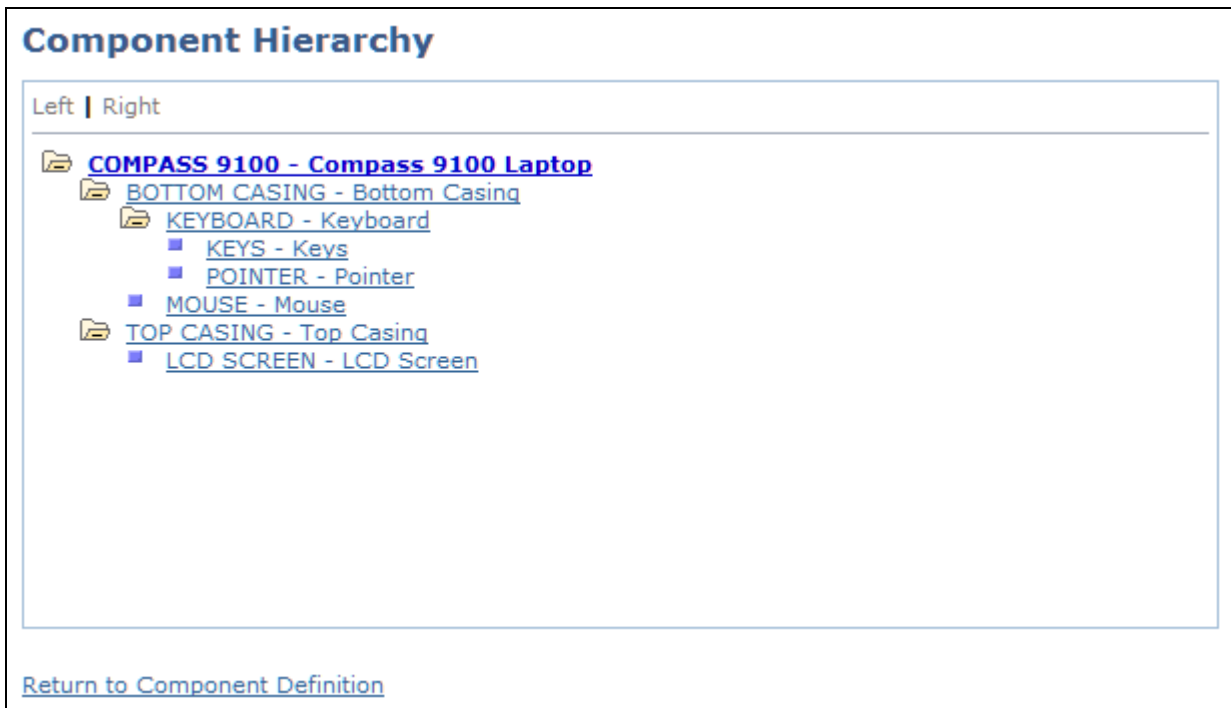 Component Hierarchy
Left | Right
COMPASS 9100 - Compass 9100 Laptop
BOTTOM CASING - Bottom Casing
KEYBOARD - Keyboard
KEYS - Keys
POINTER - Pointer
MOUSE - Mouse
TOP CASING - Top Casing
LCD SCREEN - LCD Screen
Return to Component Definition